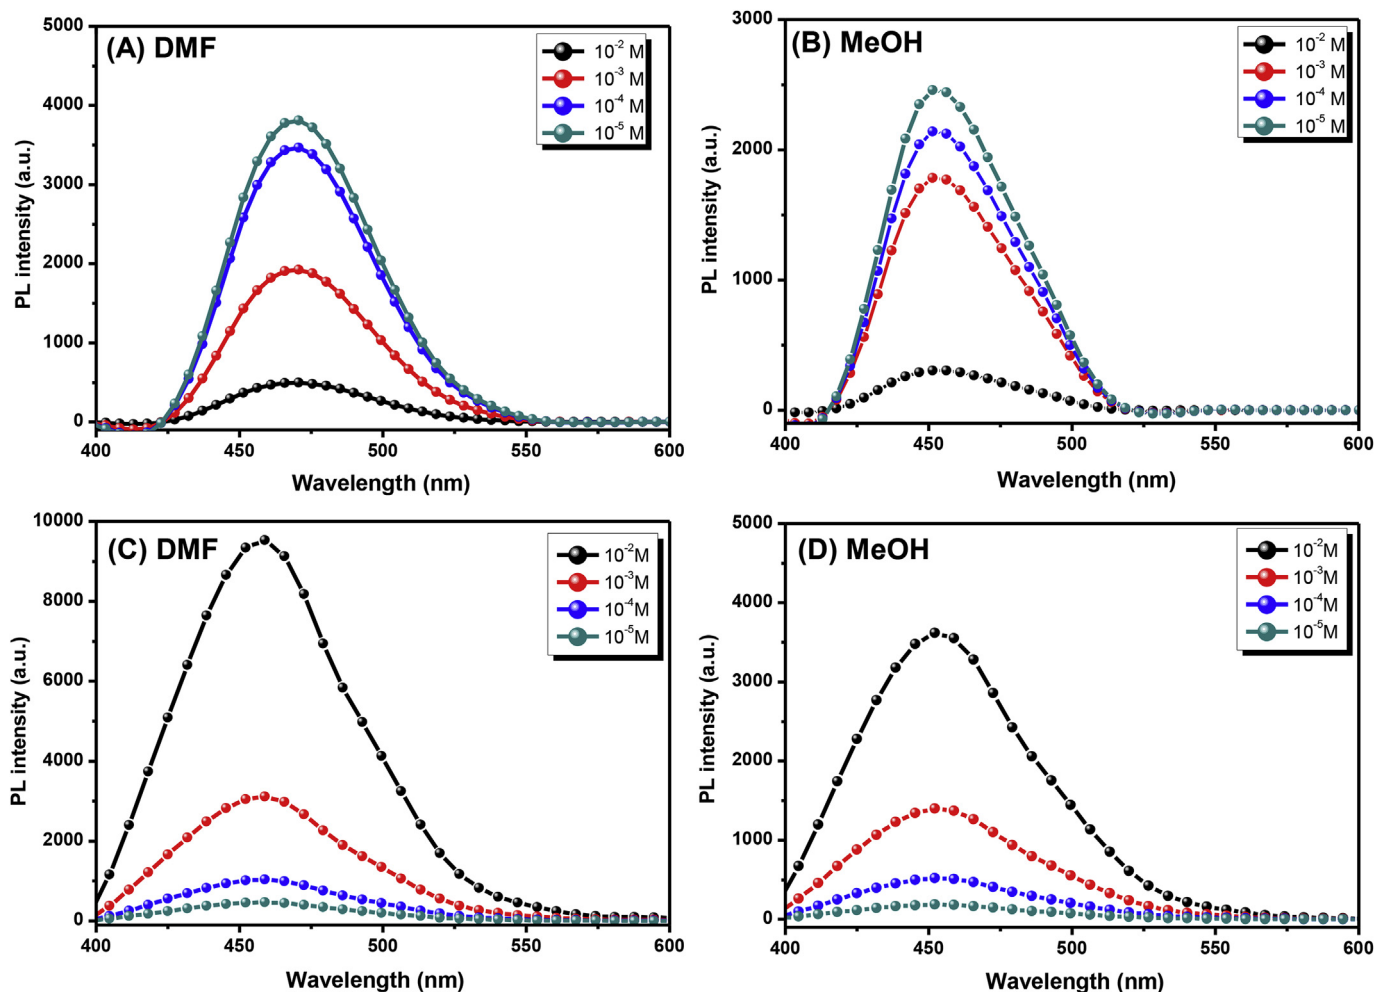 (A) DMF
10⁻² M
10⁻³ M
10⁻⁴ M
10⁻⁵ M
5000
4000
3000
2000
1000
0
PL intensity (a.u.)
400 450 500 550 600
Wavelength (nm)
(B) MeOH
10⁻² M
10⁻³ M
10⁻⁴ M
10⁻⁵ M
3000
2000
1000
0
PL intensity (a.u.)
400 450 500 550 600
Wavelength (nm)
(C) DMF
10⁻²M
10⁻³M
10⁻⁴M
10⁻⁵M
10000
8000
6000
4000
2000
0
PL intensity (a.u.)
400 450 500 550 600
Wavelength (nm)
(D) MeOH
10⁻²M
10⁻³M
10⁻⁴M
10⁻⁵M
5000
4000
3000
2000
1000
0
PL intensity (a.u.)
400 450 500 550 600
Wavelength (nm)